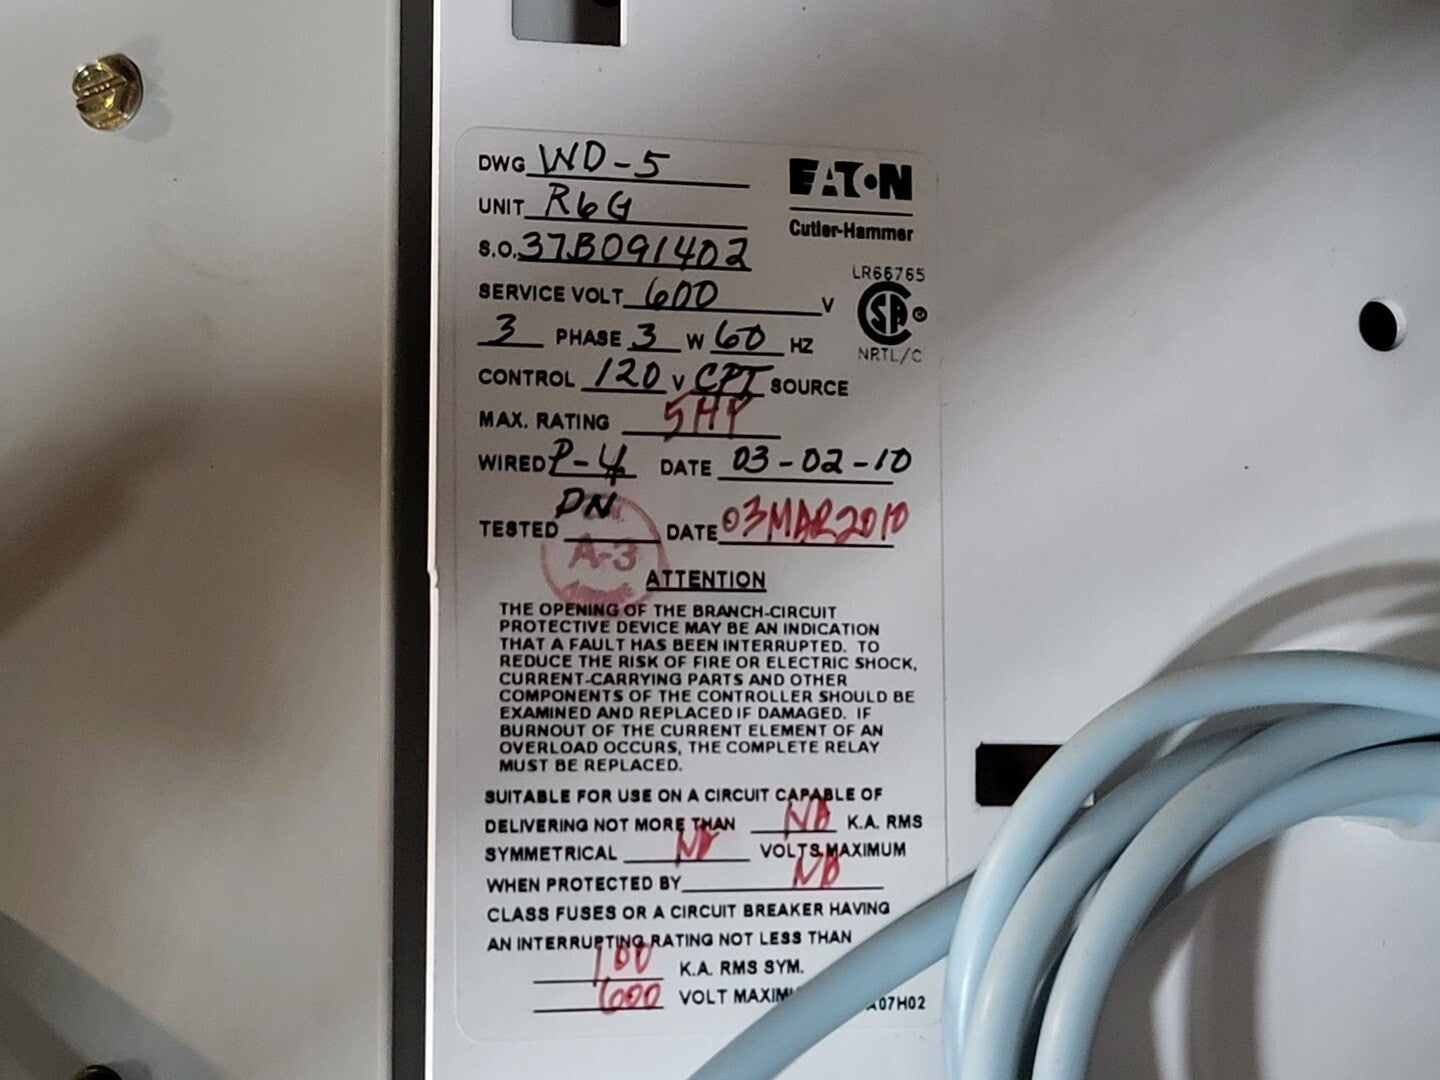 DWG WD-5
UNIT R6G
S.O. 37B091402
EATON
Cutler-Hammer
LR66765
SERVICE VOLT 600 V
SA ®
NRTL/C
3 PHASE 3 W 60 HZ
CONTROL 120 V CPT SOURCE
MAX. RATING 5HP
WIRED P-4 DATE 03-02-10
TESTED DN DATE 03MAR2010
A-3
ATTENTION
THE OPENING OF THE BRANCH-CIRCUIT
PROTECTIVE DEVICE MAY BE AN INDICATION
THAT A FAULT HAS BEEN INTERRUPTED. TO
REDUCE THE RISK OF FIRE OR ELECTRIC SHOCK,
CURRENT-CARRYING PARTS AND OTHER
COMPONENTS OF THE CONTROLLER SHOULD BE
EXAMINED AND REPLACED IF DAMAGED. IF
BURNOUT OF THE CURRENT ELEMENT OF AN
OVERLOAD OCCURS, THE COMPLETE RELAY
MUST BE REPLACED.
SUITABLE FOR USE ON A CIRCUIT CAPABLE OF
DELIVERING NOT MORE THAN K.A. RMS
SYMMETRICAL VOLTS MAXIMUM
WHEN PROTECTED BY
CLASS FUSES OR A CIRCUIT BREAKER HAVING
AN INTERRUPTING RATING NOT LESS THAN
100 K.A. RMS SYM.
600 VOLT A07H02